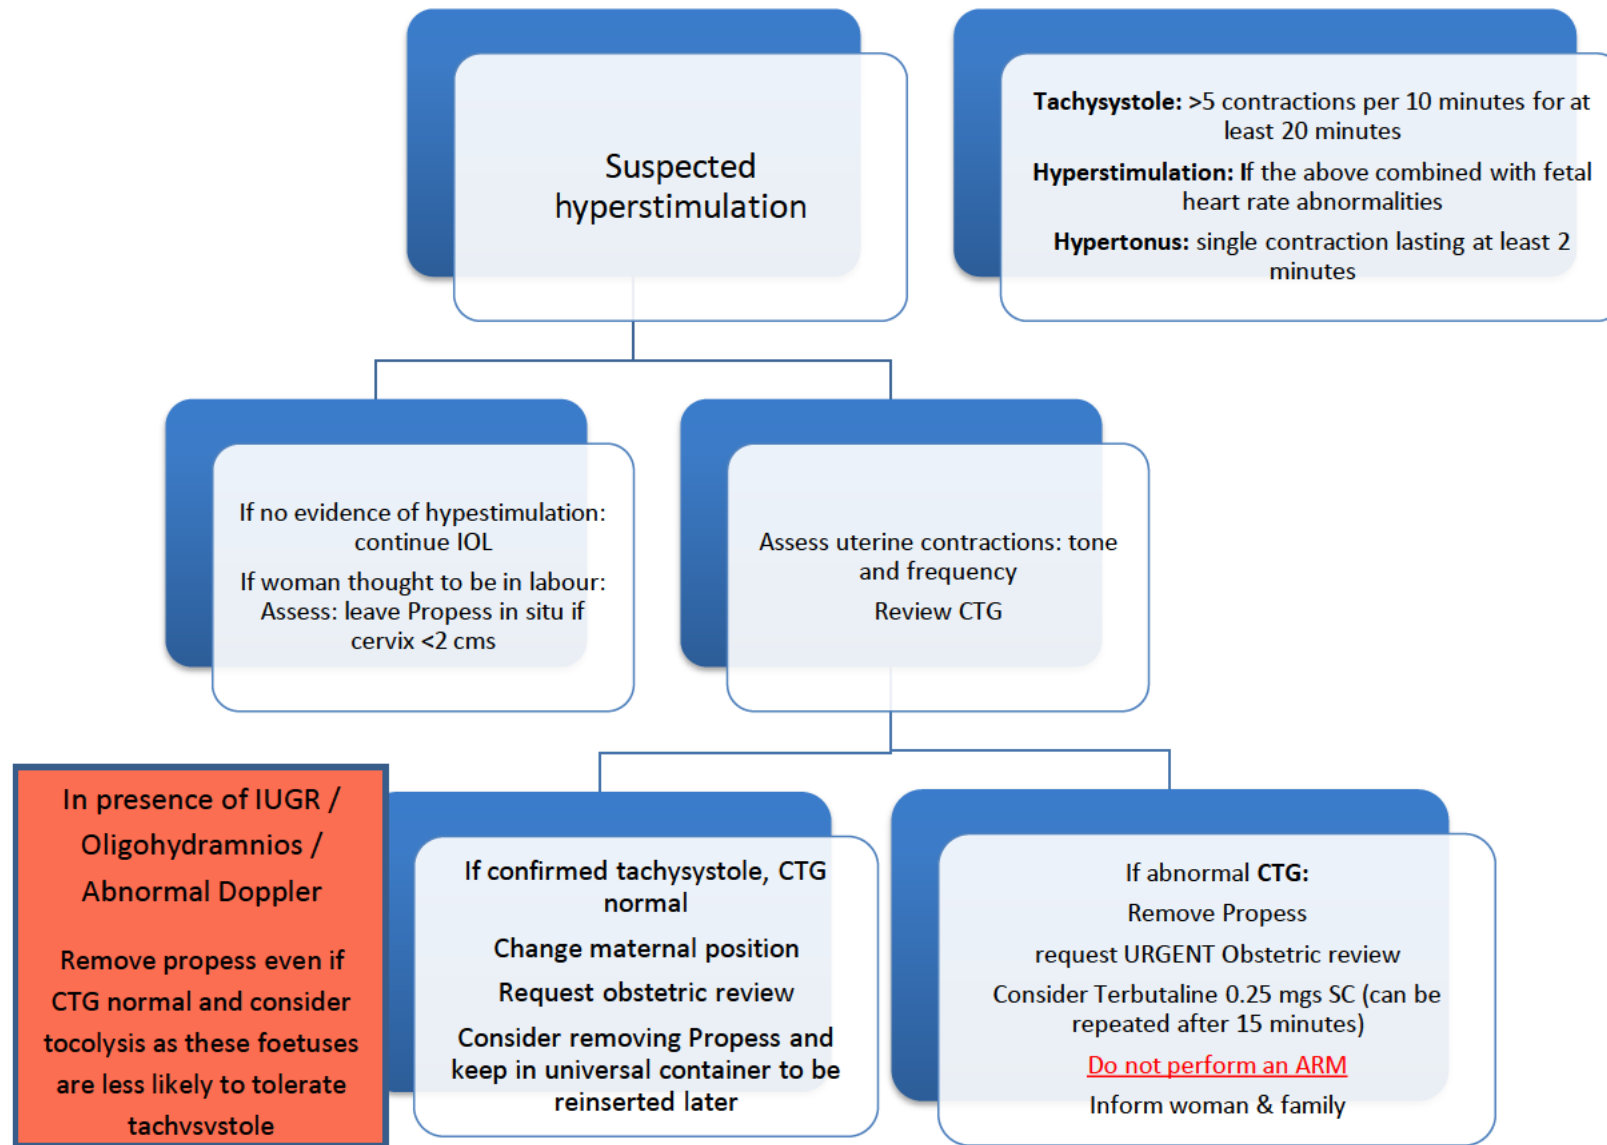 Suspected
hyperstimulation
Tachysystole: >5 contractions per 10 minutes for at
least 20 minutes
Hyperstimulation: If the above combined with fetal
heart rate abnormalities
Hypertonus: single contraction lasting at least 2
minutes
If no evidence of hypestimulation:
continue IOL
If woman thought to be in labour:
Assess: leave Propess in situ if
cervix <2 cms
Assess uterine contractions: tone
and frequency
Review CTG
In presence of IUGR /
Oligohydramnios /
Abnormal Doppler
Remove propess even if
CTG normal and consider
tocolysis as these foetuses
are less likely to tolerate
tachysystole
If confirmed tachysystole, CTG
normal
Change maternal position
Request obstetric review
Consider removing Propess and
keep in universal container to be
reinserted later
If abnormal CTG:
Remove Propess
request URGENT Obstetric review
Consider Terbutaline 0.25 mgs SC (can be
repeated after 15 minutes)
Do not perform an ARM
Inform woman & family